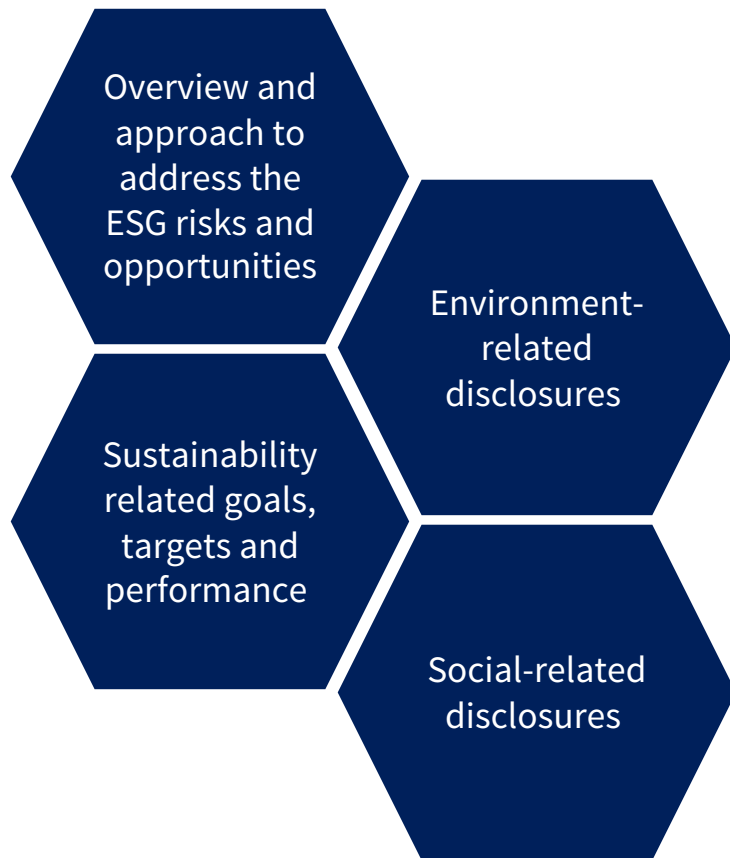 Overview and
approach to
address the
ESG risks and
opportunities
Environment-
related
disclosures
Sustainability
related goals,
targets and
performance
Social-related
disclosures